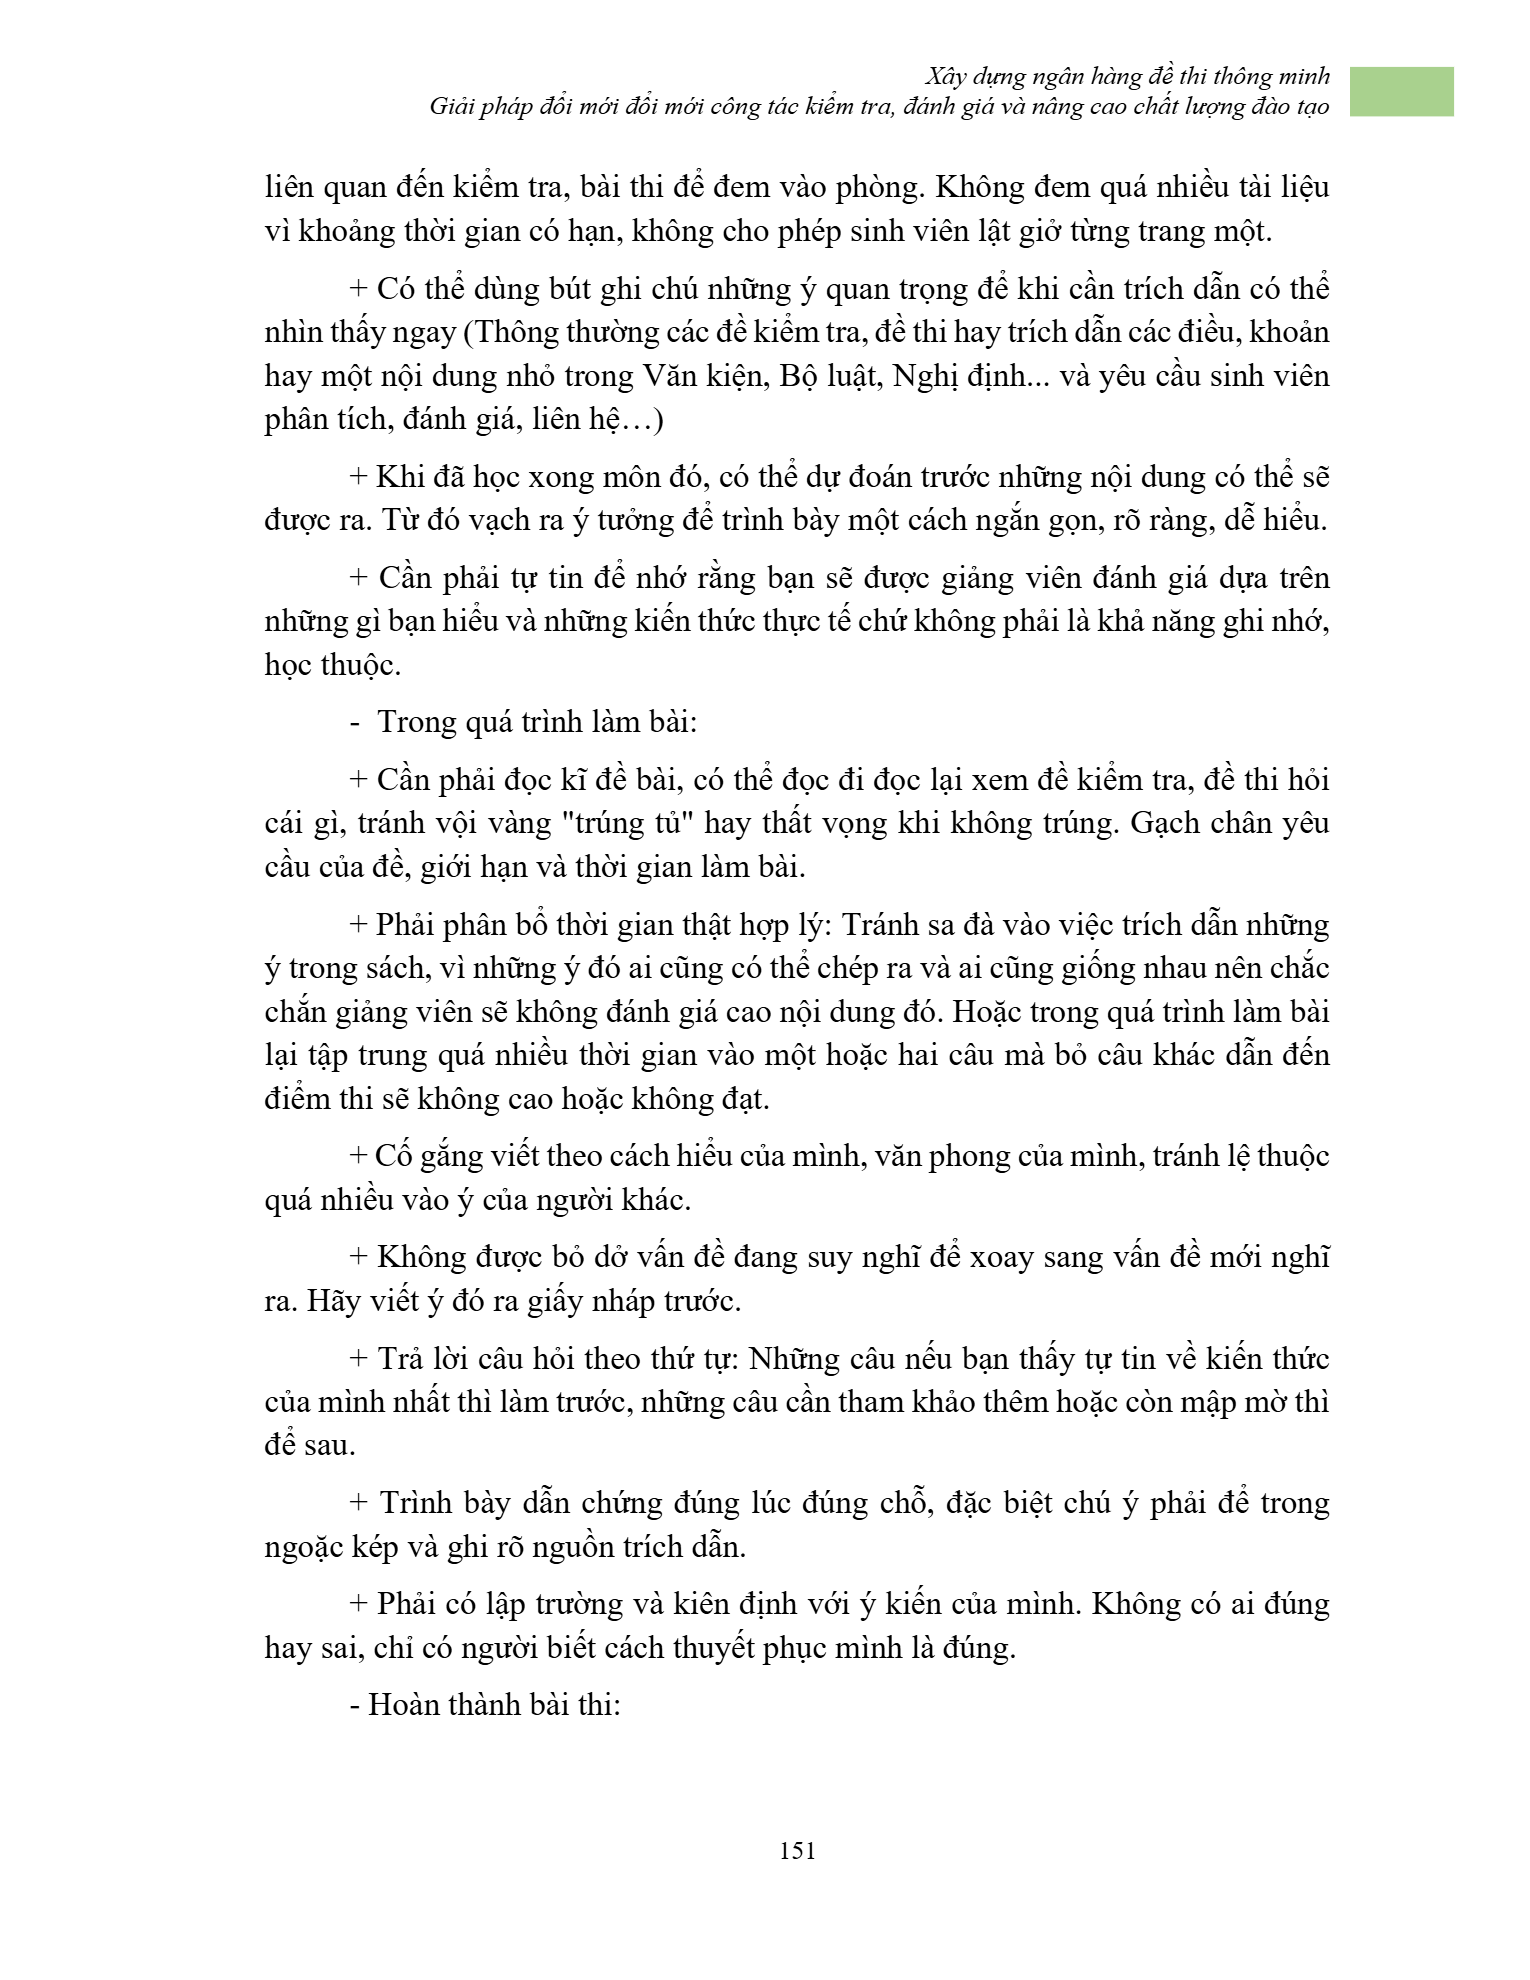 Xây dựng ngân hàng đề thi thông minh
Giải pháp đổi mới đổi mới công tác kiểm tra, đánh giá và nâng cao chất lượng đào tạo
liên quan đến kiểm tra, bài thi để đem vào phòng. Không đem quá nhiều tài liệu
vì khoảng thời gian có hạn, không cho phép sinh viên lật giở từng trang một.
+ Có thể dùng bút ghi chú những ý quan trọng để khi cần trích dẫn có thể
nhìn thấy ngay (Thông thường các đề kiểm tra, đề thi hay trích dẫn các điều, khoản
hay một nội dung nhỏ trong Văn kiện, Bộ luật, Nghị định... và yêu cầu sinh viên
phân tích, đánh giá, liên hệ…)
+ Khi đã học xong môn đó, có thể dự đoán trước những nội dung có thể sẽ
được ra. Từ đó vạch ra ý tưởng để trình bày một cách ngắn gọn, rõ ràng, dễ hiểu.
+ Cần phải tự tin để nhớ rằng bạn sẽ được giảng viên đánh giá dựa trên
những gì bạn hiểu và những kiến thức thực tế chứ không phải là khả năng ghi nhớ,
học thuộc.
- Trong quá trình làm bài:
+ Cần phải đọc kĩ đề bài, có thể đọc đi đọc lại xem đề kiểm tra, đề thi hỏi
cái gì, tránh vội vàng "trúng tủ" hay thất vọng khi không trúng. Gạch chân yêu
cầu của đề, giới hạn và thời gian làm bài.
+ Phải phân bổ thời gian thật hợp lý: Tránh sa đà vào việc trích dẫn những
ý trong sách, vì những ý đó ai cũng có thể chép ra và ai cũng giống nhau nên chắc
chắn giảng viên sẽ không đánh giá cao nội dung đó. Hoặc trong quá trình làm bài
lại tập trung quá nhiều thời gian vào một hoặc hai câu mà bỏ câu khác dẫn đến
điểm thi sẽ không cao hoặc không đạt.
+ Cố gắng viết theo cách hiểu của mình, văn phong của mình, tránh lệ thuộc
quá nhiều vào ý của người khác.
+ Không được bỏ dở vấn đề đang suy nghĩ để xoay sang vấn đề mới nghĩ
ra. Hãy viết ý đó ra giấy nháp trước.
+ Trả lời câu hỏi theo thứ tự: Những câu nếu bạn thấy tự tin về kiến thức
của mình nhất thì làm trước, những câu cần tham khảo thêm hoặc còn mập mờ thì
để sau.
+ Trình bày dẫn chứng đúng lúc đúng chỗ, đặc biệt chú ý phải để trong
ngoặc kép và ghi rõ nguồn trích dẫn.
+ Phải có lập trường và kiên định với ý kiến của mình. Không có ai đúng
hay sai, chỉ có người biết cách thuyết phục mình là đúng.
- Hoàn thành bài thi:
151